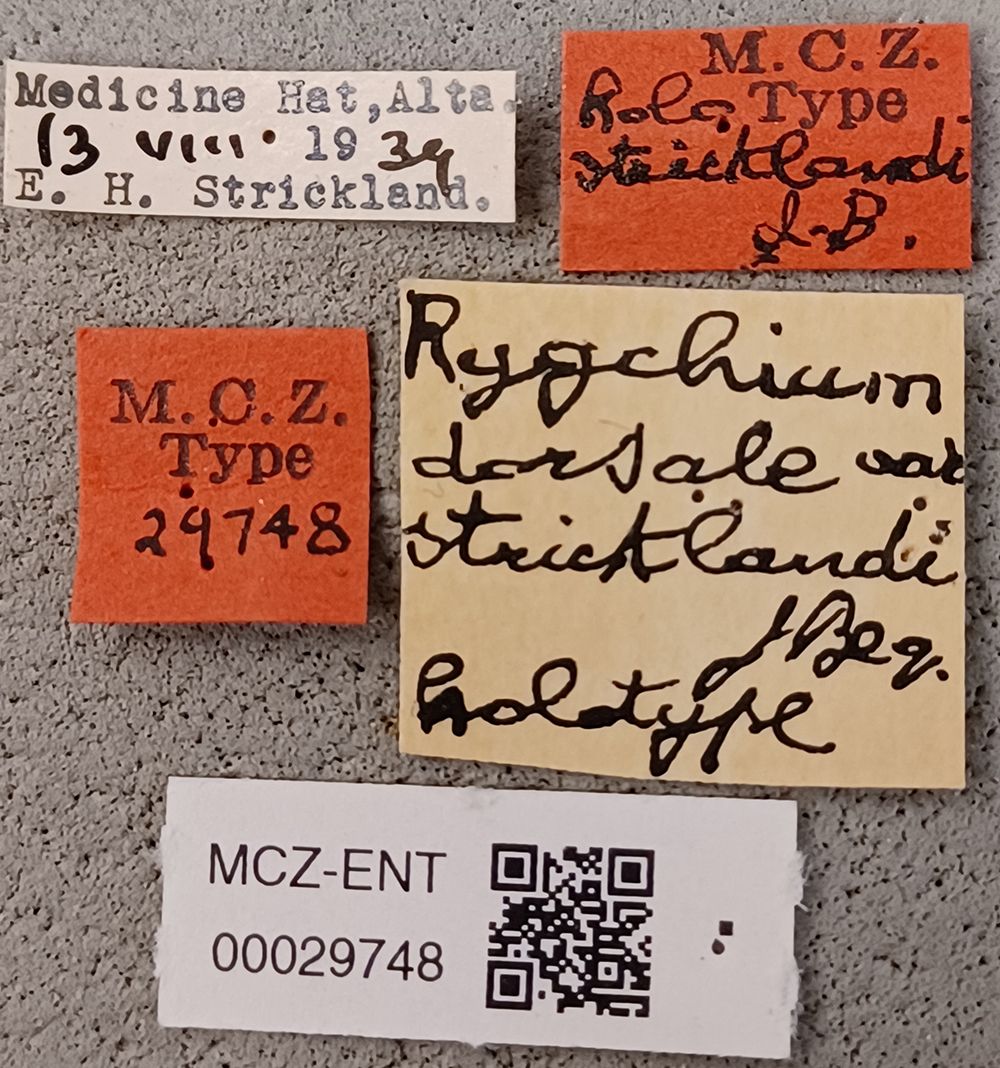 Medicine Hat, Alta.
13 VIII · 1939
E. H. Strickland.
M. C. Z.
Holo Type
stricklandi
J. B.
M. C. Z.
Type
29748
Rygchium
dorsale var
stricklandi
J Beq.
holotype
MCZ-ENT
00029748